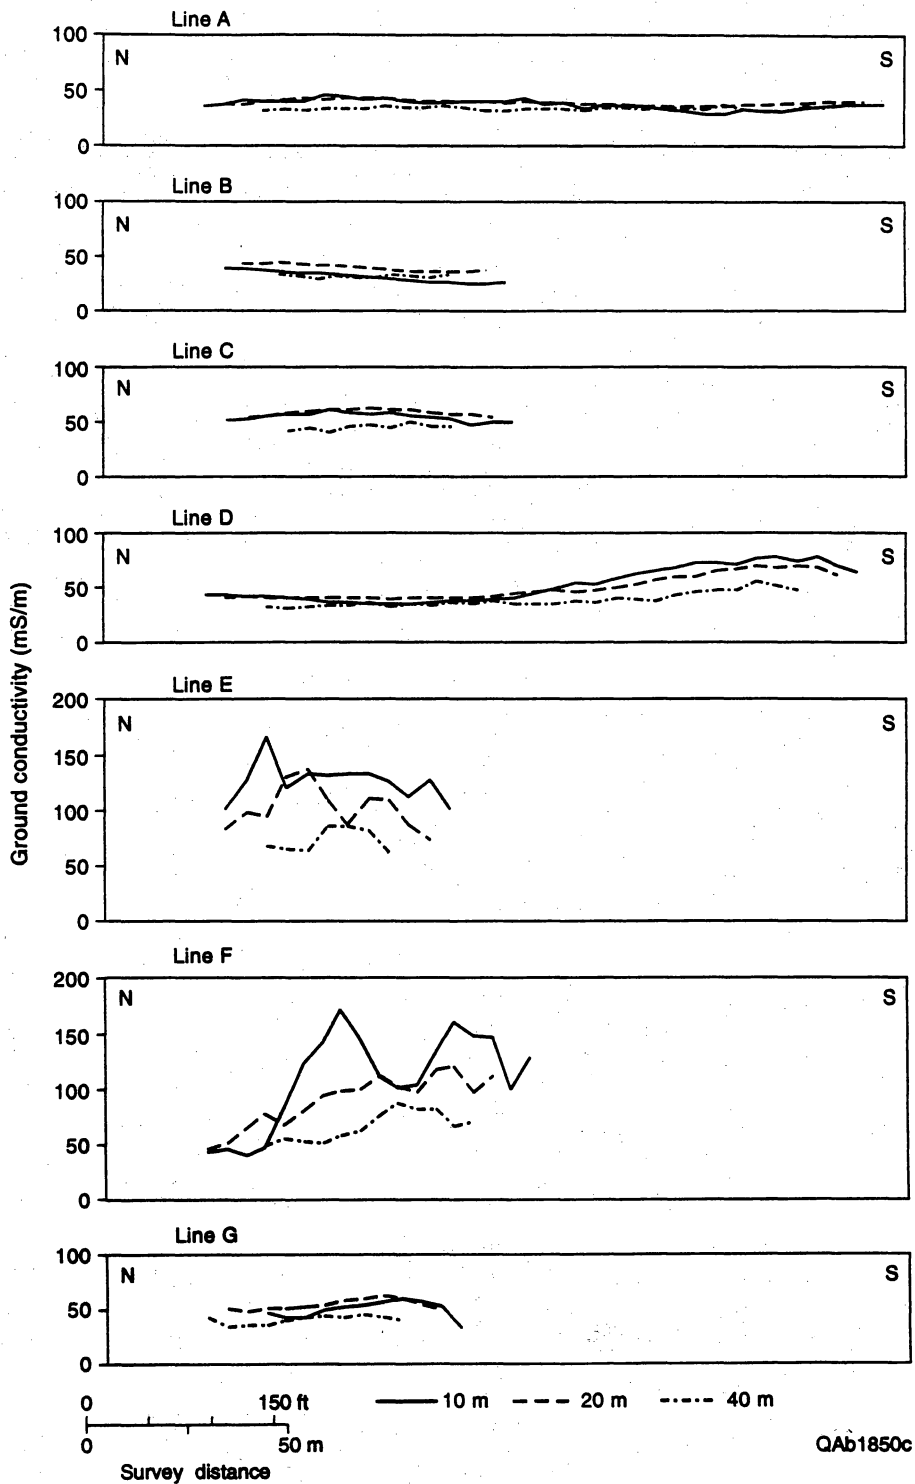 Line A
100
N S
50
0
Line B
100
N S
50
0
Line C
100
N S
50
0
Line D
100
N S
50
0
Ground conductivity (mS/m)
Line E
200
N S
150
100
50
0
Line F
200
N S
150
100
50
0
Line G
100
N S
50
0
0 150 ft 10 m 20 m 40 m
0 50 m QAb1850c
Survey distance